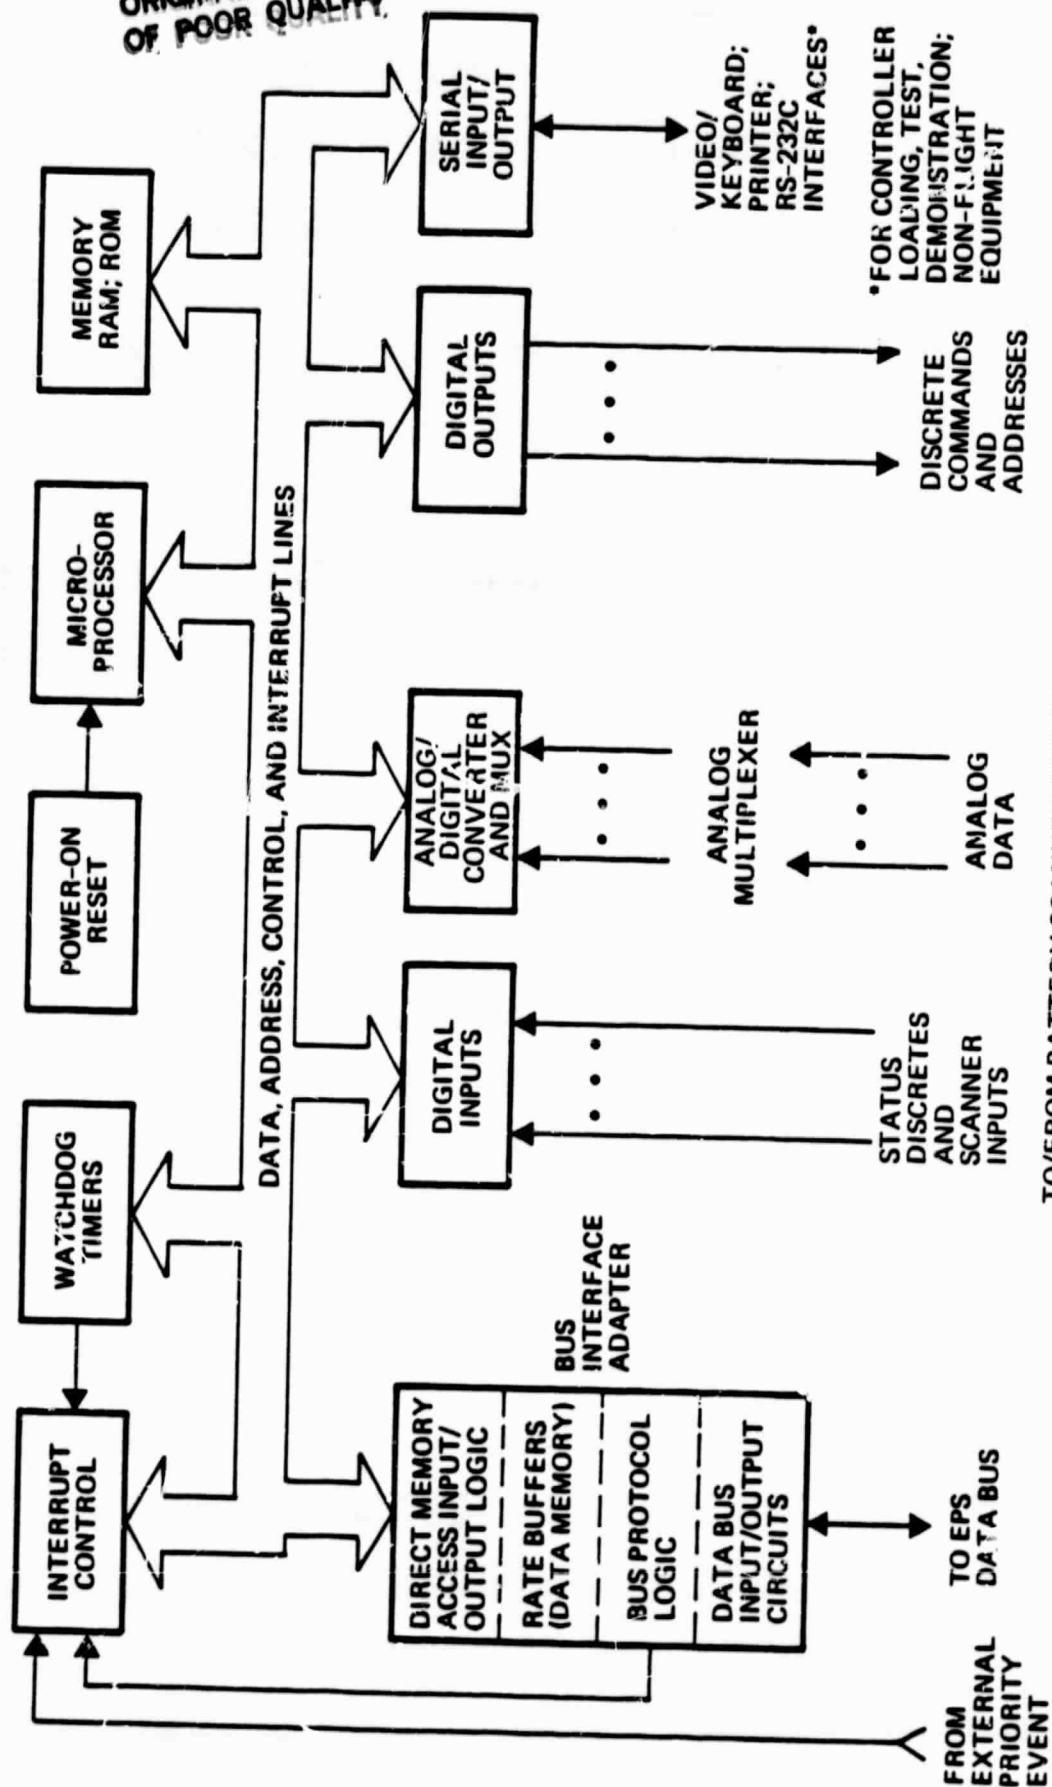 OF POOR QUALITY
INTERRUPT
CONTROL
WATCHDOG
TIMERS
POWER-ON
RESET
MICRO-
PROCESSOR
MEMORY
RAM; ROM
DATA, ADDRESS, CONTROL, AND INTERRUPT LINES
DIRECT MEMORY
ACCESS INPUT/
OUTPUT LOGIC
RATE BUFFERS
(DATA MEMORY)
BUS PROTOCOL
LOGIC
DATA BUS
INPUT/OUTPUT
CIRCUITS
BUS
INTERFACE
ADAPTER
DIGITAL
INPUTS
ANALOG/
DIGITAL
CONVERTER
AND MUX
DIGITAL
OUTPUTS
SERIAL
INPUT/
OUTPUT
FROM
EXTERNAL
PRIORITY
EVENT
TO EPS
DATA BUS
STATUS
DISCRETES
AND
SCANNER
INPUTS
ANALOG
MULTIPLEXER
ANALOG
DATA
DISCRETE
COMMANDS
AND
ADDRESSES
VIDEO/
KEYBOARD;
PRINTER;
RS-232C
INTERFACES*
*FOR CONTROLLER
LOADING, TEST,
DEMONSTRATION;
NON-FLIGHT
EQUIPMENT
TO/FROM BATTERY